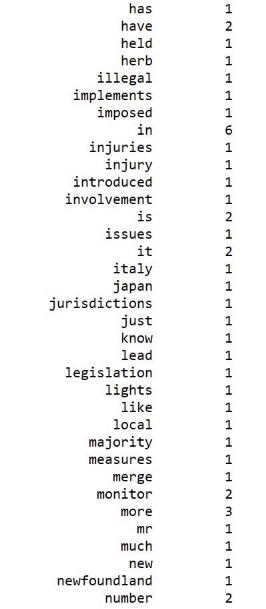 has 1
have 2
held 1
herb 1
illegal 1
implements 1
imposed 1
in 6
injuries 1
injury 1
introduced 1
involvement 1
is 2
issues 1
it 2
italy 1
japan 1
jurisdictions 1
just 1
know 1
lead 1
legislation 1
lights 1
like 1
local 1
majority 1
measures 1
merge 1
monitor 2
more 3
mr 1
much 1
new 1
newfoundland 1
number 2